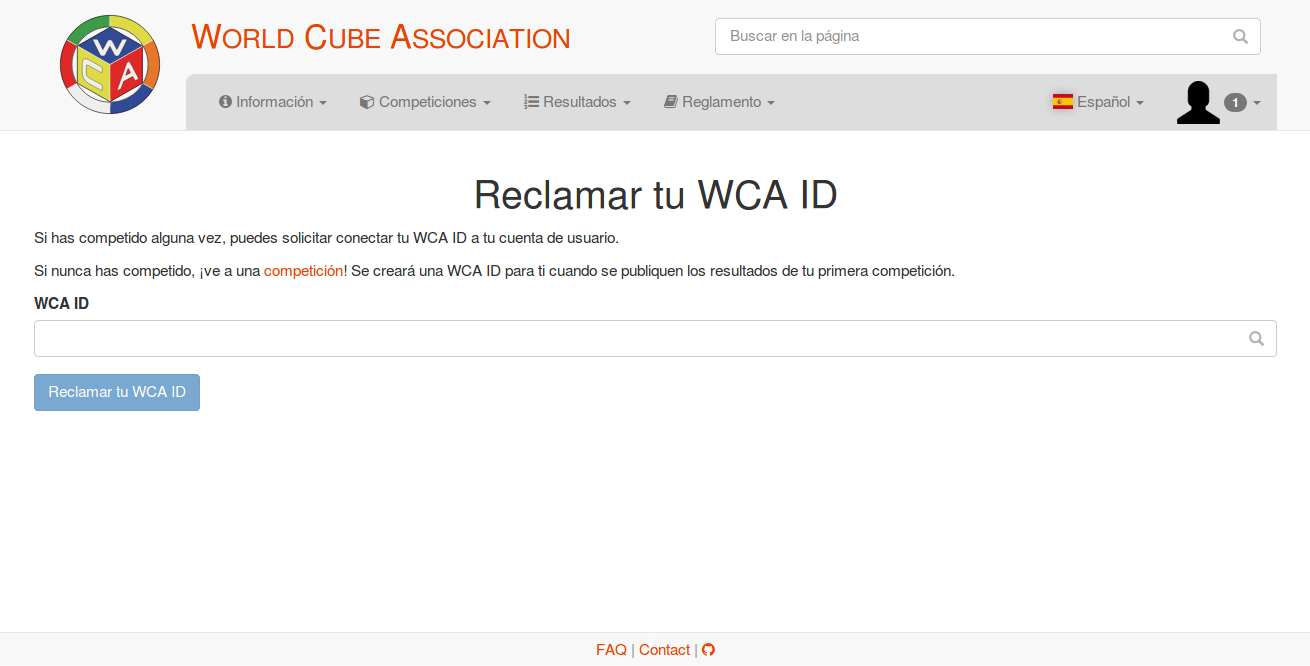 W
C
A
World Cube Association
Buscar en la página
Información
Competiciones
Resultados
Reglamento
Español
1
Reclamar tu WCA ID
Si has competido alguna vez, puedes solicitar conectar tu WCA ID a tu cuenta de usuario.
Si nunca has competido, ¡ve a una competición! Se creará una WCA ID para ti cuando se publiquen los resultados de tu primera competición.
WCA ID
Reclamar tu WCA ID
FAQ | Contact |